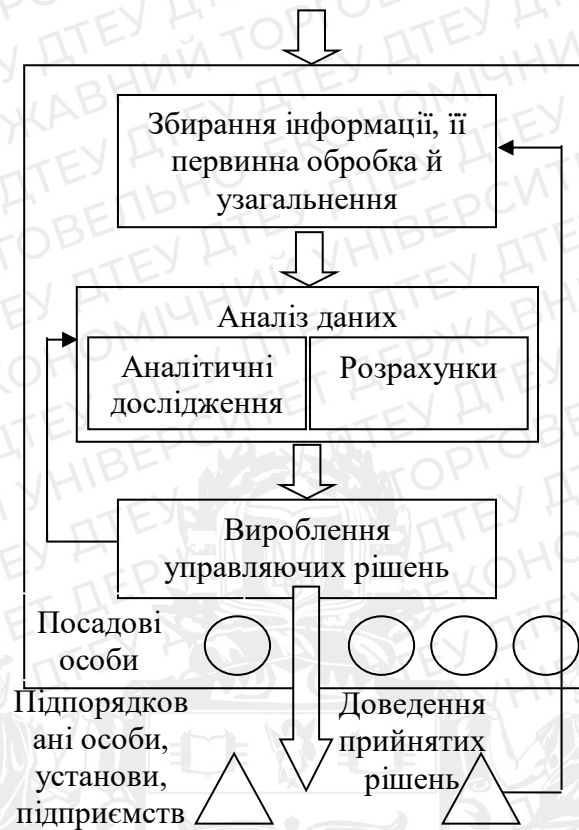 Збирання інформації, її
первинна обробка й
узагальнення
Аналіз даних
Аналітичні
дослідження
Розрахунки
Вироблення
управляючих рішень
Посадові
особи
Підпорядков
ані особи,
установи,
підприємств
Доведення
прийнятих
рішень